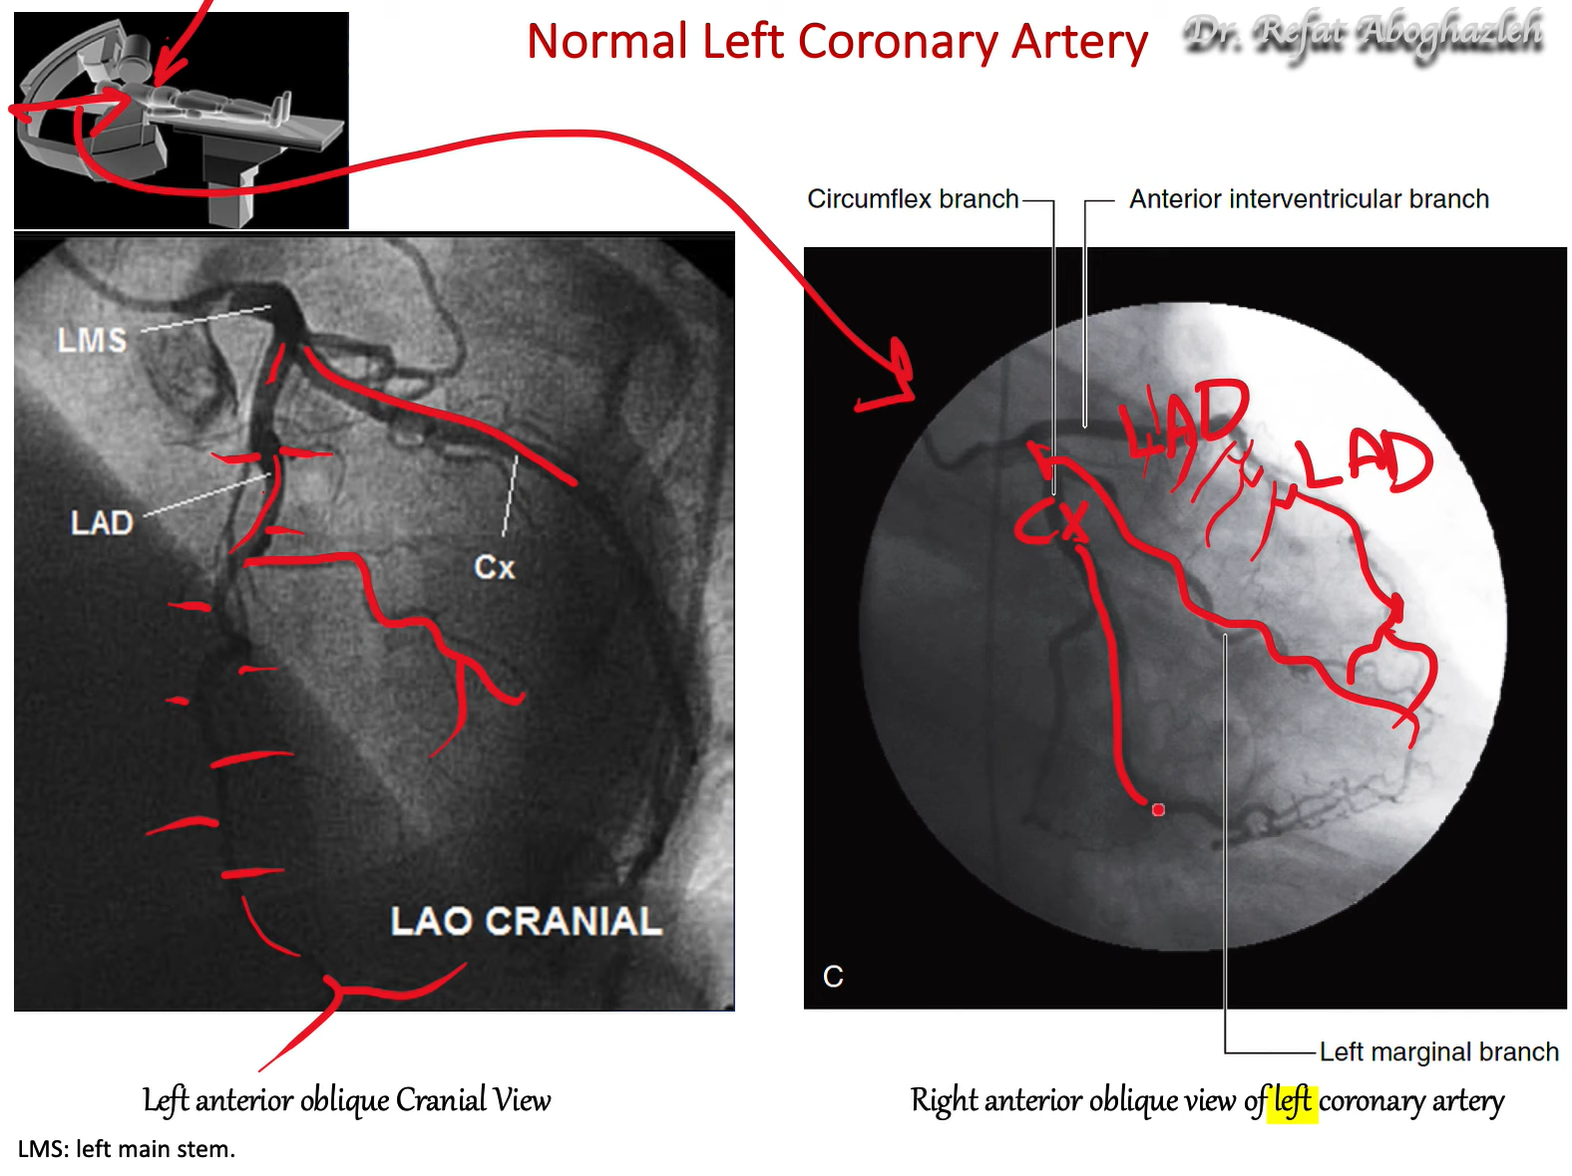 Normal Left Coronary Artery
Dr. Refat Aboghazleh
Circumflex branch
Anterior interventricular branch
LMS
LAD
Cx
LAO CRANIAL
LAD
LAD
Cx
C
Left marginal branch
Left anterior oblique Cranial View
Right anterior oblique view of left coronary artery
LMS: left main stem.